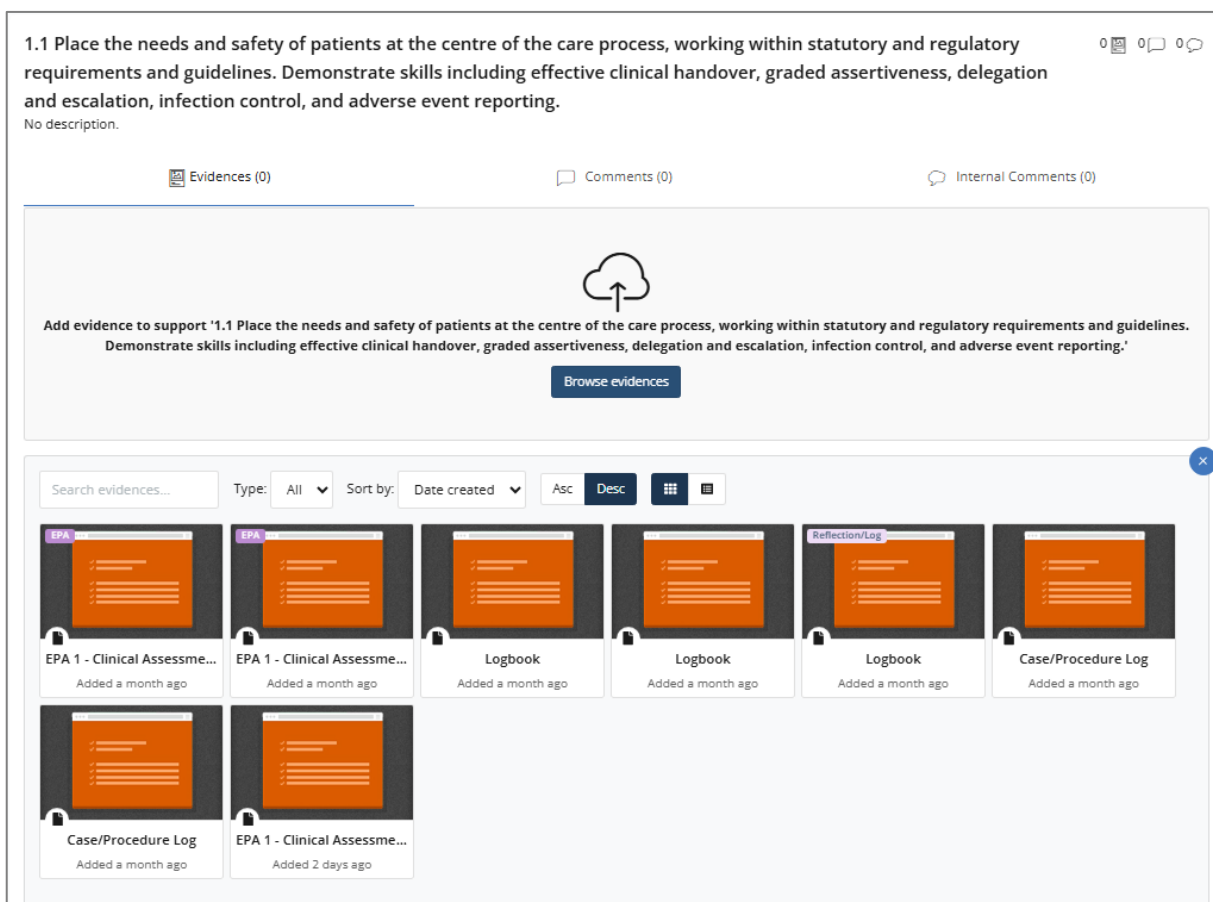 1.1 Place the needs and safety of patients at the centre of the care process, working within statutory and regulatory
requirements and guidelines. Demonstrate skills including effective clinical handover, graded assertiveness, delegation
and escalation, infection control, and adverse event reporting.
0 0 0
No description.
Evidences (0) Comments (0) Internal Comments (0)
Add evidence to support '1.1 Place the needs and safety of patients at the centre of the care process, working within statutory and regulatory requirements and guidelines.
Demonstrate skills including effective clinical handover, graded assertiveness, delegation and escalation, infection control, and adverse event reporting.'
Browse evidences
Search evidences... Type: All Sort by: Date created Asc Desc
EPA EPA Reflection/Log
EPA 1 - Clinical Assessme... EPA 1 - Clinical Assessme... Logbook Logbook Logbook Case/Procedure Log
Added a month ago Added a month ago Added a month ago Added a month ago Added a month ago Added a month ago
Case/Procedure Log EPA 1 - Clinical Assessme...
Added a month ago Added 2 days ago